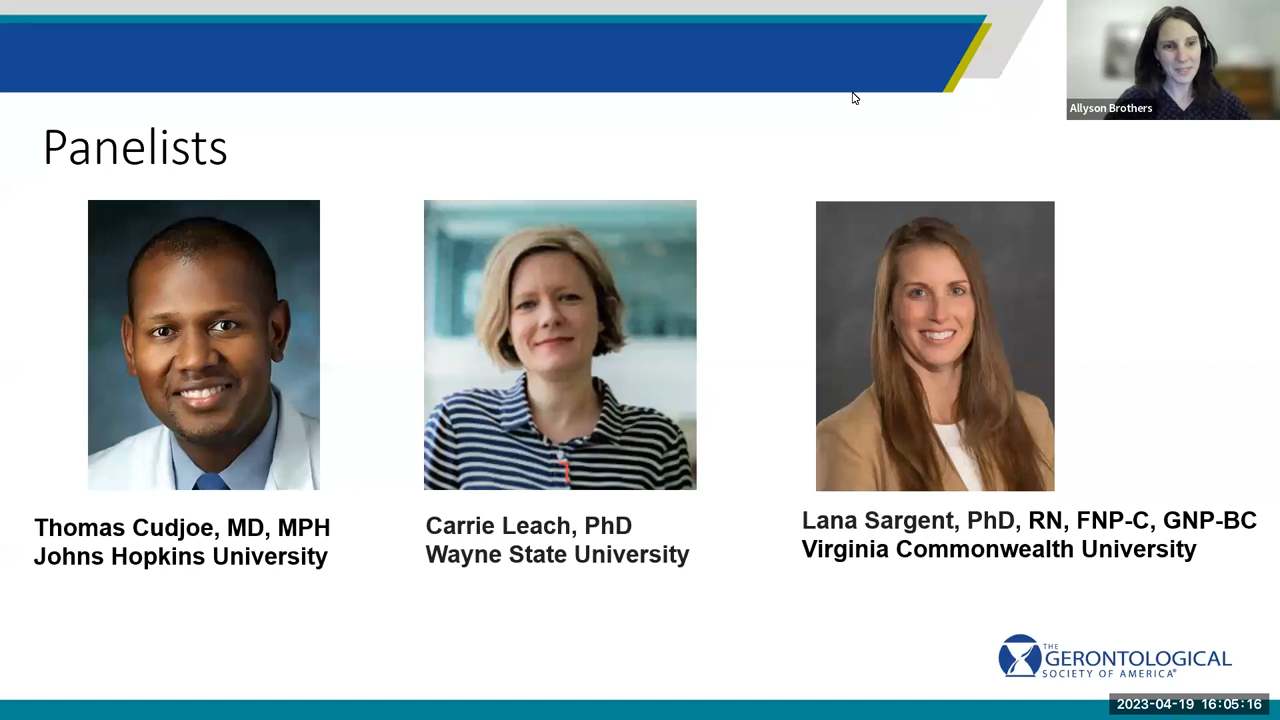 Allyson Brothers
Panelists
Thomas Cudjoe, MD, MPH
Johns Hopkins University
Carrie Leach, PhD
Wayne State University
Lana Sargent, PhD, RN, FNP-C, GNP-BC
Virginia Commonwealth University
THE
GERONTOLOGICAL
SOCIETY OF AMERICA®
2023-04-19 16:05:16